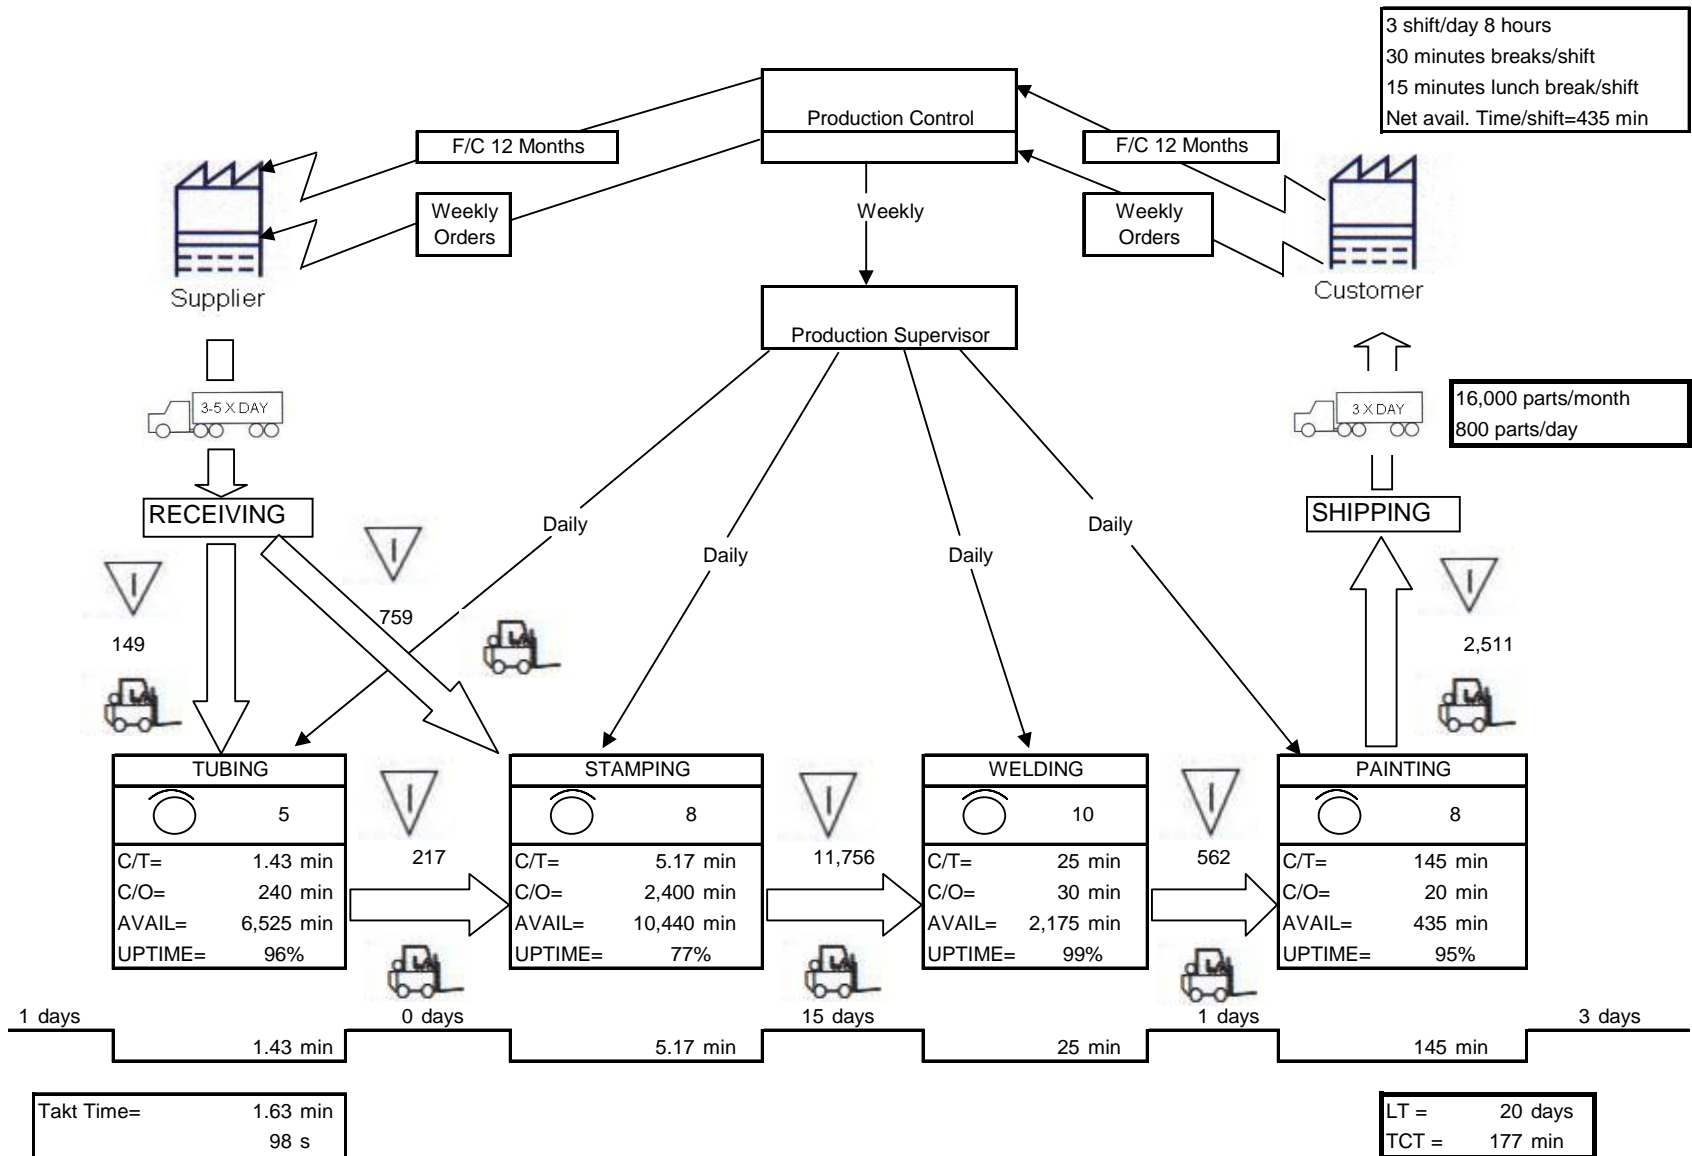 3 shift/day 8 hours
30 minutes breaks/shift
15 minutes lunch break/shift
Net avail. Time/shift=435 min
Production Control
F/C 12 Months
F/C 12 Months
Weekly
Orders
Weekly
Weekly
Orders
Supplier
Customer
Production Supervisor
3-5 X DAY
3 X DAY
16,000 parts/month
800 parts/day
RECEIVING
SHIPPING
Daily
Daily
Daily
Daily
I
149
I
759
I
2,511
TUBING
5
C/T= 1.43 min
C/O= 240 min
AVAIL= 6,525 min
UPTIME= 96%
I
217
STAMPING
8
C/T= 5.17 min
C/O= 2,400 min
AVAIL= 10,440 min
UPTIME= 77%
I
11,756
WELDING
10
C/T= 25 min
C/O= 30 min
AVAIL= 2,175 min
UPTIME= 99%
I
562
PAINTING
8
C/T= 145 min
C/O= 20 min
AVAIL= 435 min
UPTIME= 95%
1 days
0 days
15 days
1 days
3 days
1.43 min
5.17 min
25 min
145 min
Takt Time= 1.63 min
98 s
LT = 20 days
TCT = 177 min